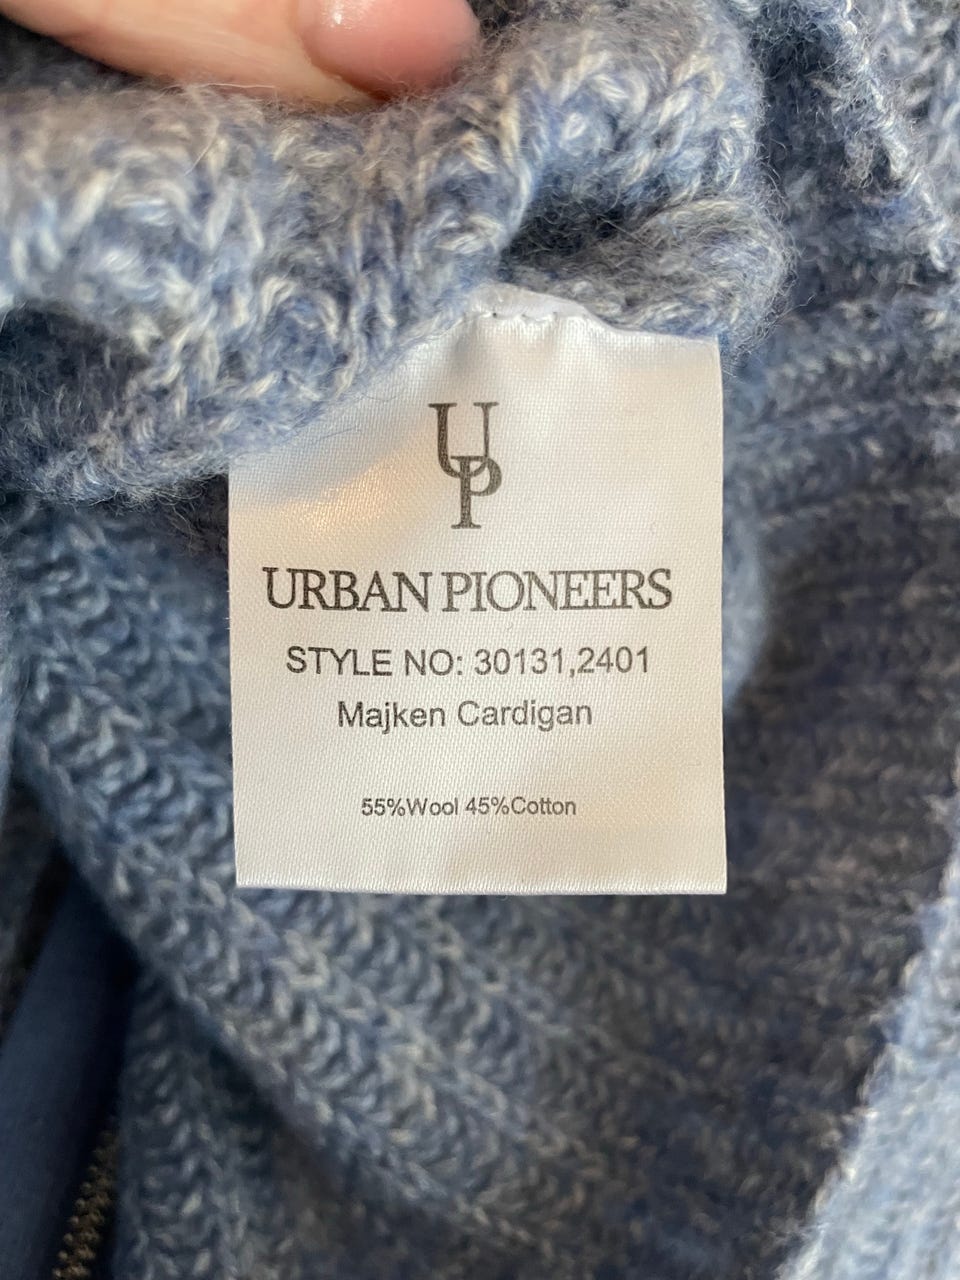 UP
URBAN PIONEERS
STYLE NO: 30131,2401
Majken Cardigan
55%Wool 45%Cotton